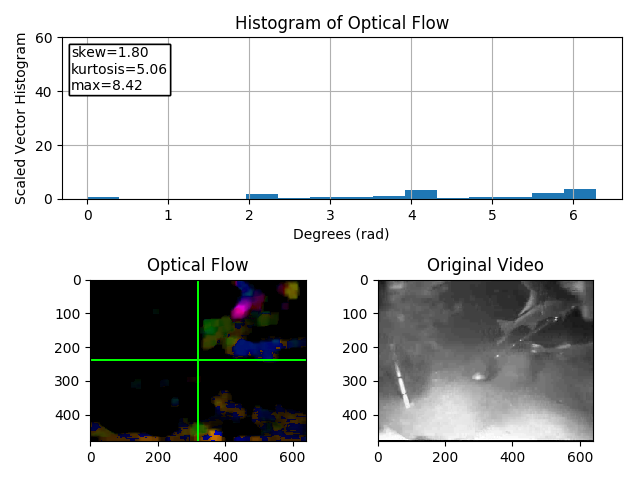 Histogram of Optical Flow
Scaled Vector Histogram
60
40
20
0
skew=1.80
kurtosis=5.06
max=8.42
0 1 2 3 4 5 6
Degrees (rad)
Optical Flow
0
100
200
300
400
0 200 400 600
Original Video
0
100
200
300
400
0 200 400 600